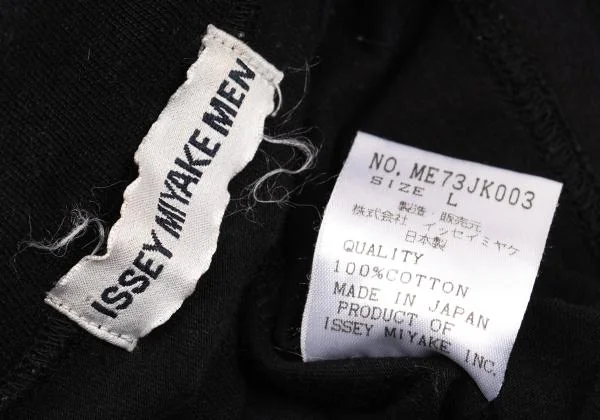 ISSEY MIYAKE MEN
NO. ME73JK003
SIZE L
製造・販売元
株式会社 イッセイミヤケ
日本製
QUALITY
100%COTTON
MADE IN JAPAN
PRODUCT OF
ISSEY MIYAKE INC.